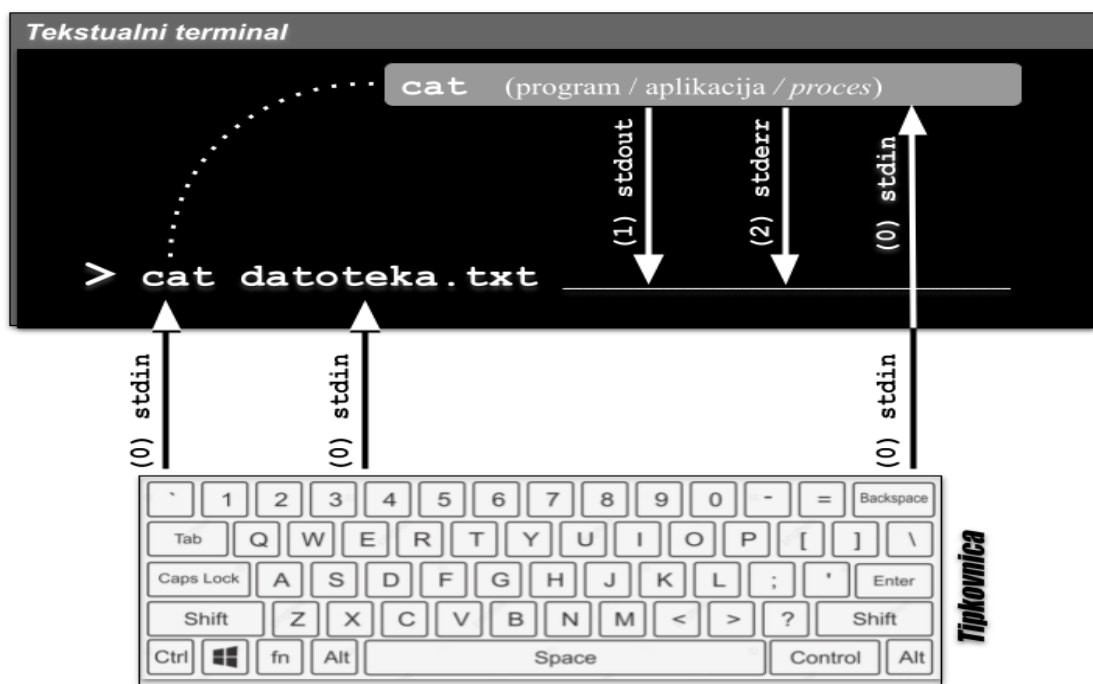 Tekstualni terminal
cat (program / aplikacija / proces)
(1) stdout
(2) stderr
(0) stdin
> cat datoteka.txt
(0) stdin
(0) stdin
(0) stdin
` 1 2 3 4 5 6 7 8 9 0 - = Backspace
Tab Q W E R T Y U I O P [ ] \
Caps Lock A S D F G H J K L ; ' Enter
Shift Z X C V B N M < > ? Shift
Ctrl fn Alt Space Control Alt
Tipkovnica